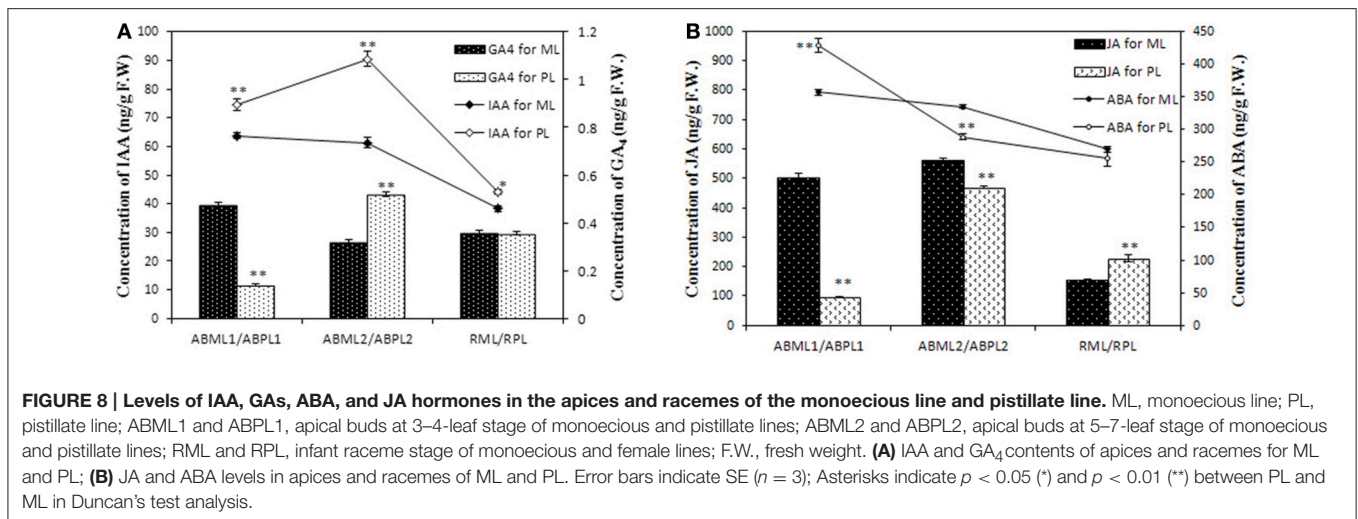 A
Concentration of IAA (ng/g F.W)
100
90
80
70
60
50
40
30
20
10
0
**
**
**
**
*
GA4 for ML
GA4 for PL
IAA for ML
IAA for PL
1.2
1
0.8
0.6
0.4
0.2
0
Concentration of GA4 (ng/g F.W.)
ABML1/ABPL1
ABML2/ABPL2
RML/RPL
B
Concentration of JA (ng/g F.W.)
1000
900
800
700
600
500
400
300
200
100
0
**
**
**
**
**
JA for ML
JA for PL
ABA for ML
ABA for PL
450
400
350
300
250
200
150
100
50
0
Concentration of ABA (ng/g F.W.)
ABML1/ABPL1
ABML2/ABPL2
RML/RPL
FIGURE 8 | Levels of IAA, GAs, ABA, and JA hormones in the apices and racemes of the monoecious line and pistillate line. ML, monoecious line; PL,
pistillate line; ABML1 and ABPL1, apical buds at 3–4-leaf stage of monoecious and pistillate lines; ABML2 and ABPL2, apical buds at 5–7-leaf stage of monoecious
and pistillate lines; RML and RPL, infant raceme stage of monoecious and female lines; F.W., fresh weight. (A) IAA and GA4 contents of apices and racemes for ML
and PL; (B) JA and ABA levels in apices and racemes of ML and PL. Error bars indicate SE (n = 3); Asterisks indicate p < 0.05 (*) and p < 0.01 (**) between PL and
ML in Duncan's test analysis.